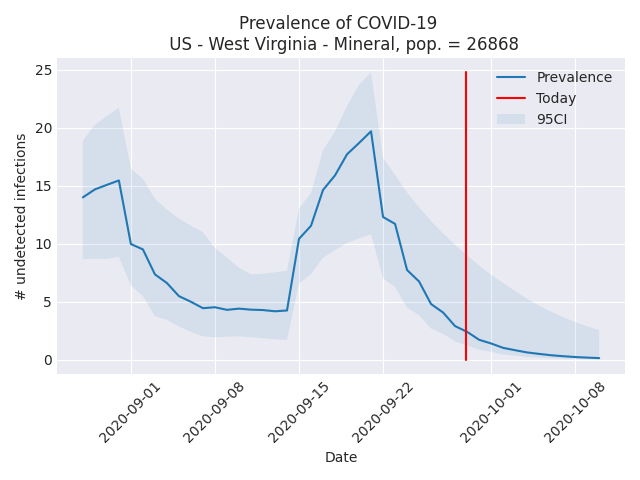 Prevalence of COVID-19
US - West Virginia - Mineral, pop. = 26868
Prevalence
Today
95CI
# undetected infections
25
20
15
10
5
0
2020-09-01
2020-09-08
2020-09-15
2020-09-22
2020-10-01
2020-10-08
Date